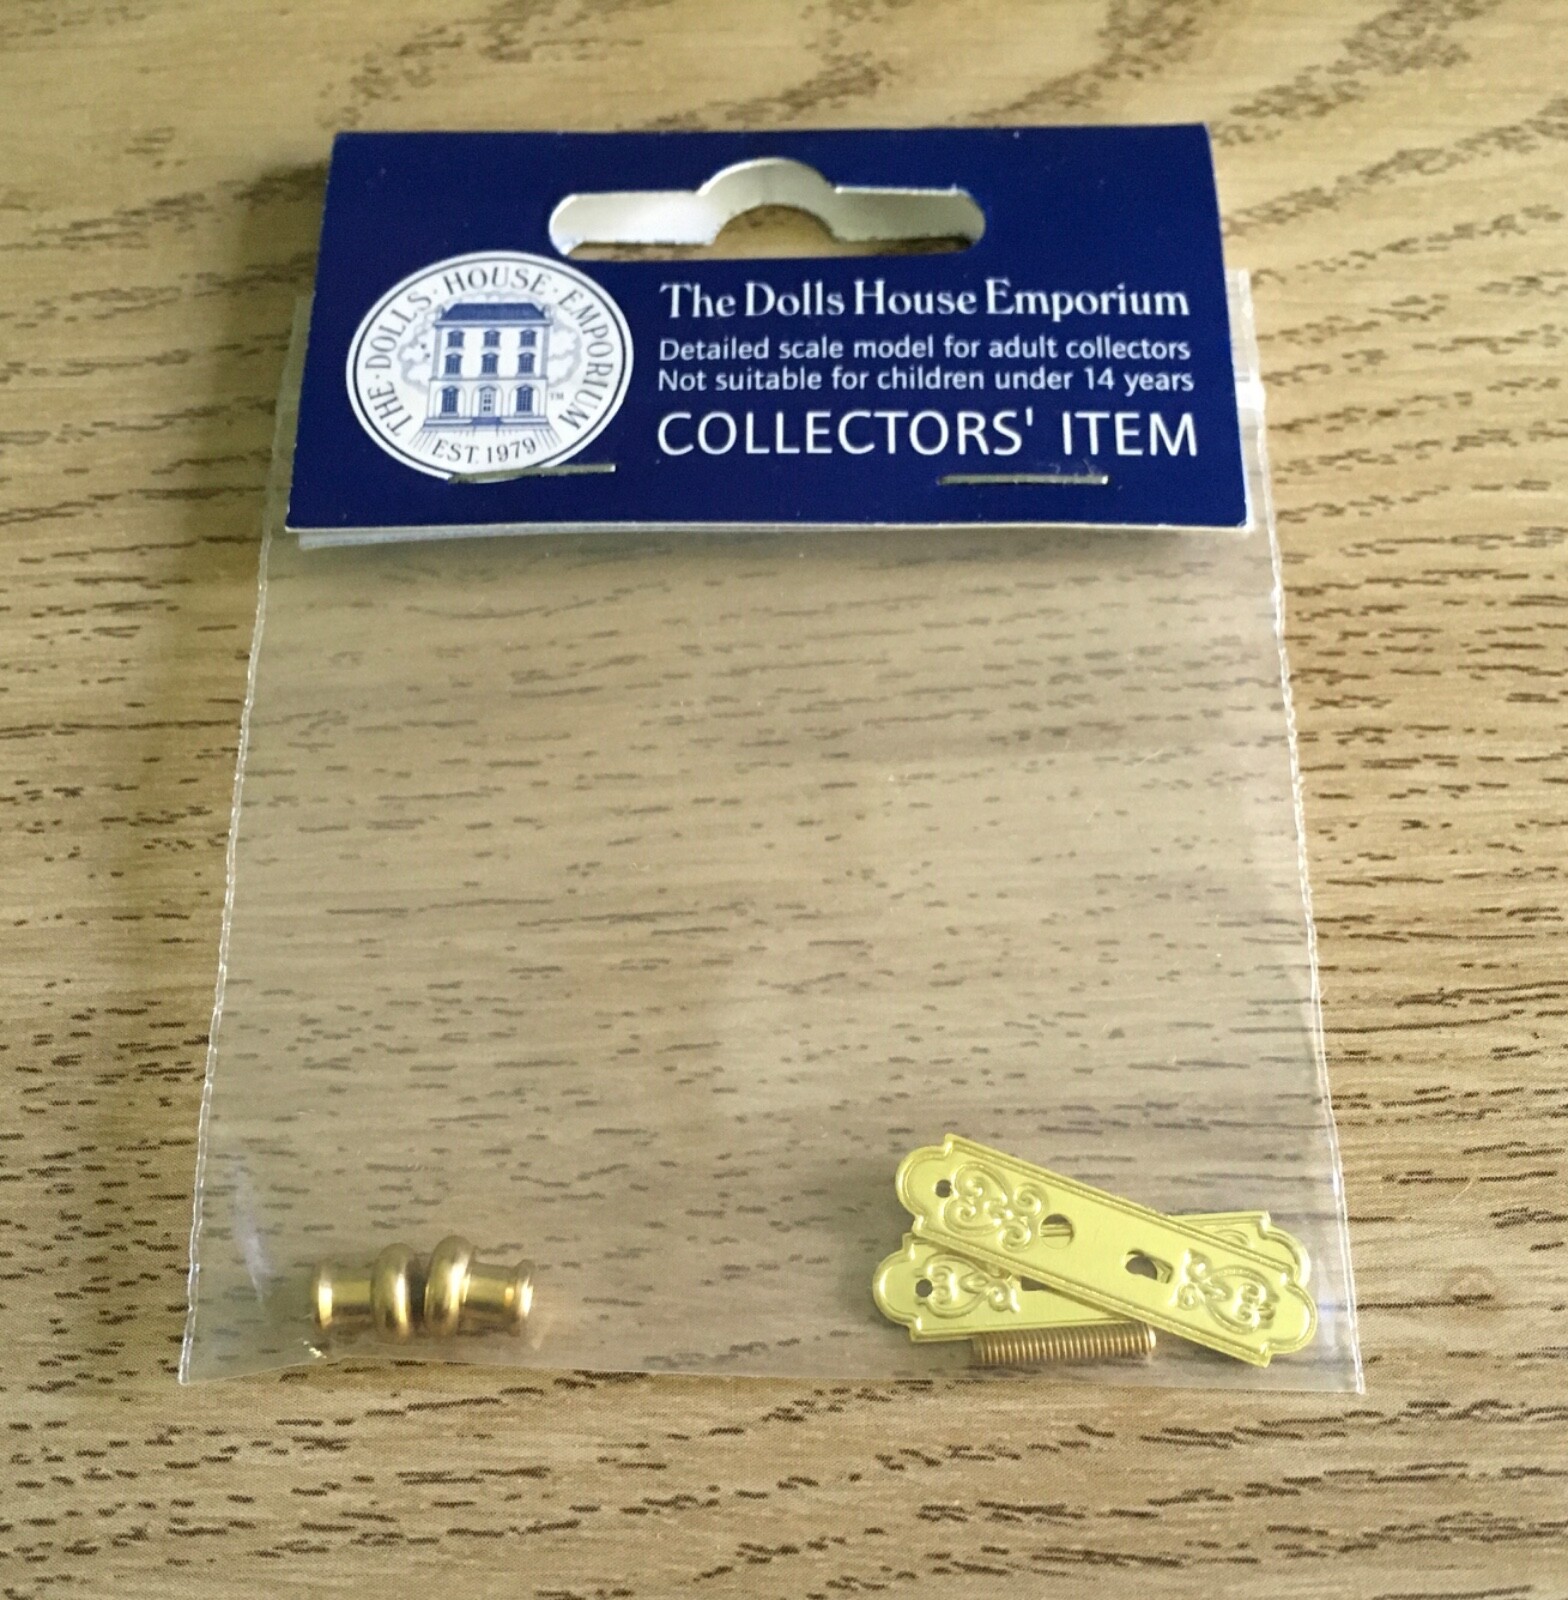 THE · DOLLS · HOUSE · EMPORIUM
TM
EST. 1979
The Dolls House Emporium
Detailed scale model for adult collectors
Not suitable for children under 14 years
COLLECTORS' ITEM